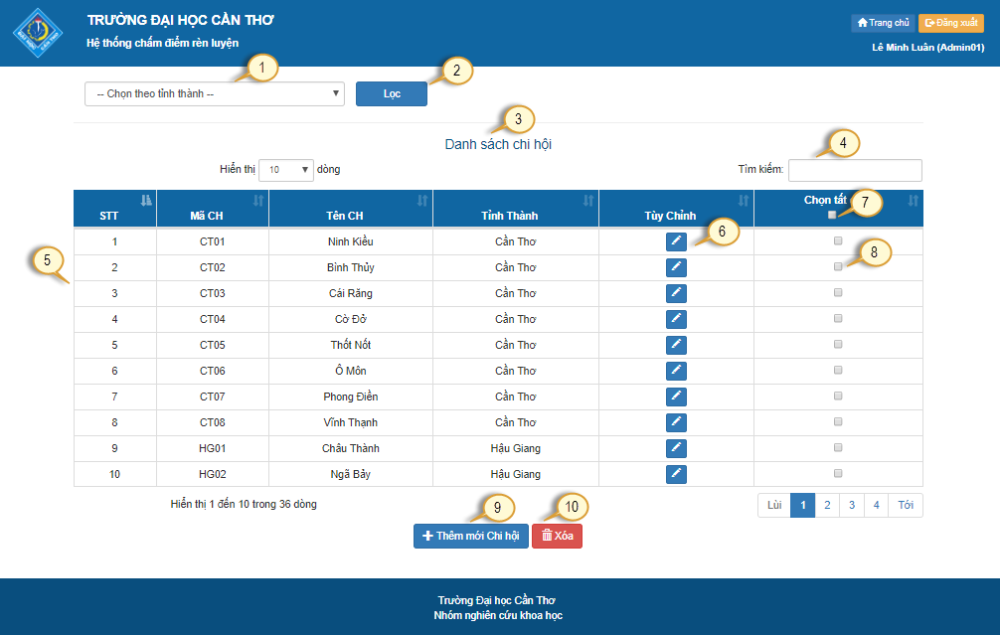 TRƯỜNG ĐẠI HỌC CẦN THƠ
Hệ thống chấm điểm rèn luyện
Trang chủ Đăng xuất
Lê Minh Luân (Admin01)
1
2
-- Chọn theo tỉnh thành -- Lọc
3
Danh sách chi hội
4
Hiển thị 10 dòng Tìm kiếm:
STT Mã CH Tên CH Tỉnh Thành Tùy Chỉnh Chọn tất
7
6
5
8
1 CT01 Ninh Kiều Cần Thơ
2 CT02 Bình Thủy Cần Thơ
3 CT03 Cái Răng Cần Thơ
4 CT04 Cờ Đỏ Cần Thơ
5 CT05 Thốt Nốt Cần Thơ
6 CT06 Ô Môn Cần Thơ
7 CT07 Phong Điền Cần Thơ
8 CT08 Vĩnh Thạnh Cần Thơ
9 HG01 Châu Thành Hậu Giang
10 HG02 Ngã Bảy Hậu Giang
Hiển thị 1 đến 10 trong 36 dòng Lùi 1 2 3 4 Tới
9 10
Thêm mới Chi hội Xóa
Trường Đại học Cần Thơ
Nhóm nghiên cứu khoa học